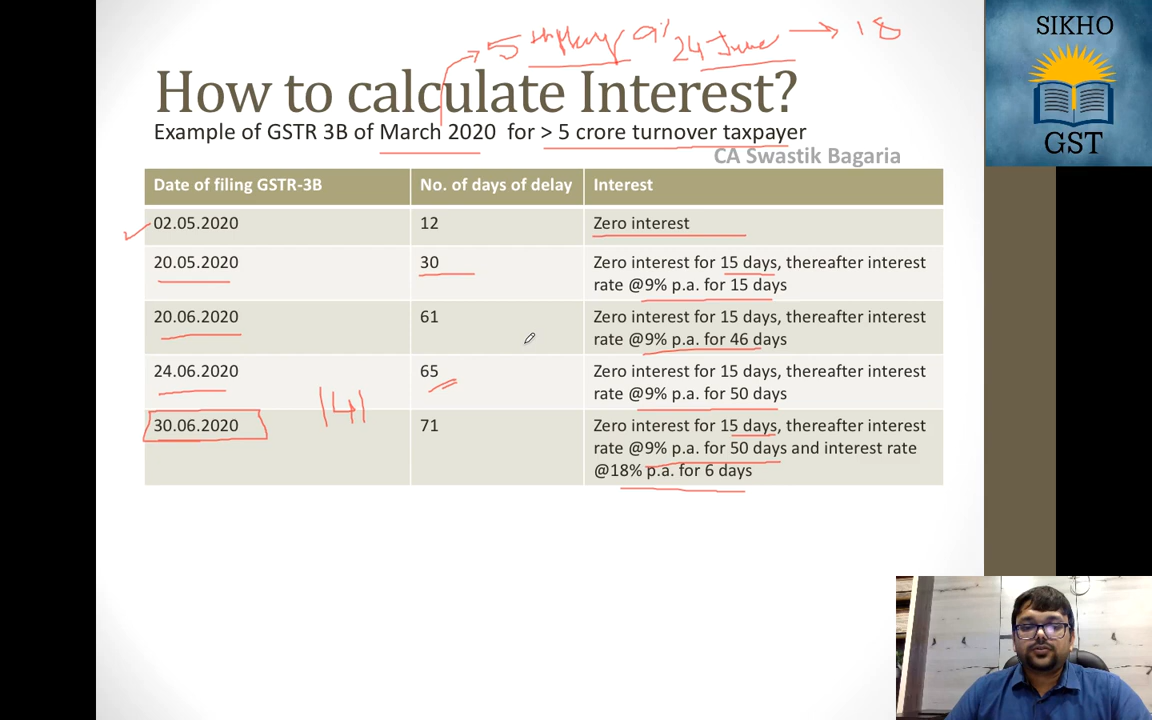 5 9% 24 June → 18
SIKHO
GST
How to calculate Interest?
Example of GSTR 3B of March 2020 for > 5 crore turnover taxpayer
CA Swastik Bagaria
Date of filing GSTR-3B No. of days of delay Interest
02.05.2020 12 Zero interest
20.05.2020 30 Zero interest for 15 days, thereafter interest
rate @9% p.a. for 15 days
20.06.2020 61 Zero interest for 15 days, thereafter interest
rate @9% p.a. for 46 days
24.06.2020 65 Zero interest for 15 days, thereafter interest
rate @9% p.a. for 50 days
30.06.2020 71 Zero interest for 15 days, thereafter interest
rate @9% p.a. for 50 days and interest rate
@18% p.a. for 6 days